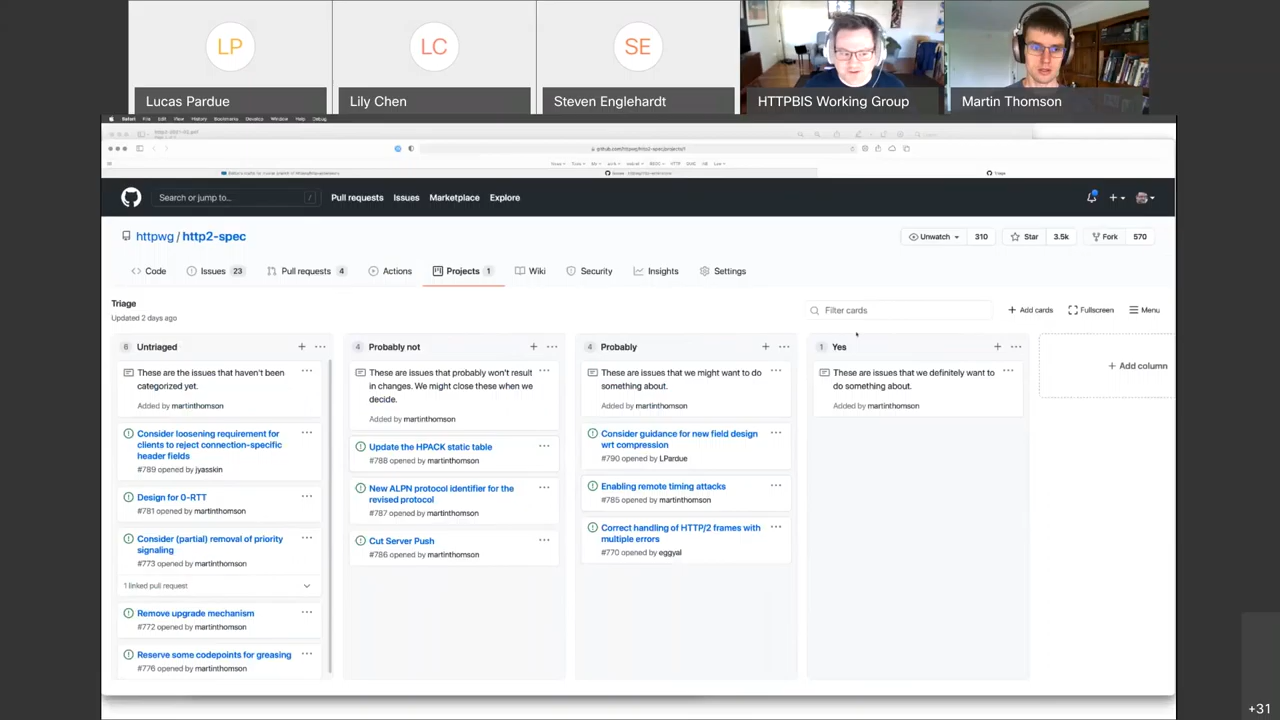 LP
LC
SE
Lucas Pardue
Lily Chen
Steven Englehardt
HTTPBIS Working Group
Martin Thomson
Safari File Edit View History Bookmarks Develop Window Help Debug
Search or jump to... /
Pull requests Issues Marketplace Explore
httpwg / http2-spec
Unwatch 310 Star 3.5k Fork 570
Code Issues 23 Pull requests 4 Actions Projects 1 Wiki Security Insights Settings
Triage
Updated 2 days ago
Filter cards
+ Add cards Fullscreen Menu
6 Untriaged
These are the issues that haven't been
categorized yet.
Added by martinthomson
Consider loosening requirement for
clients to reject connection-specific
header fields
#789 opened by jyasskin
Design for 0-RTT
#781 opened by martinthomson
Consider (partial) removal of priority
signaling
#773 opened by martinthomson
1 linked pull request
Remove upgrade mechanism
#772 opened by martinthomson
Reserve some codepoints for greasing
#776 opened by martinthomson
4 Probably not
These are issues that probably won't result
in changes. We might close these when we
decide.
Added by martinthomson
Update the HPACK static table
#788 opened by martinthomson
New ALPN protocol identifier for the
revised protocol
#787 opened by martinthomson
Cut Server Push
#786 opened by martinthomson
4 Probably
These are issues that we might want to do
something about.
Added by martinthomson
Consider guidance for new field design
wrt compression
#790 opened by LPardue
Enabling remote timing attacks
#785 opened by martinthomson
Correct handling of HTTP/2 frames with
multiple errors
#770 opened by eggyal
1 Yes
These are issues that we definitely want to
do something about.
Added by martinthomson
+ Add column
+31